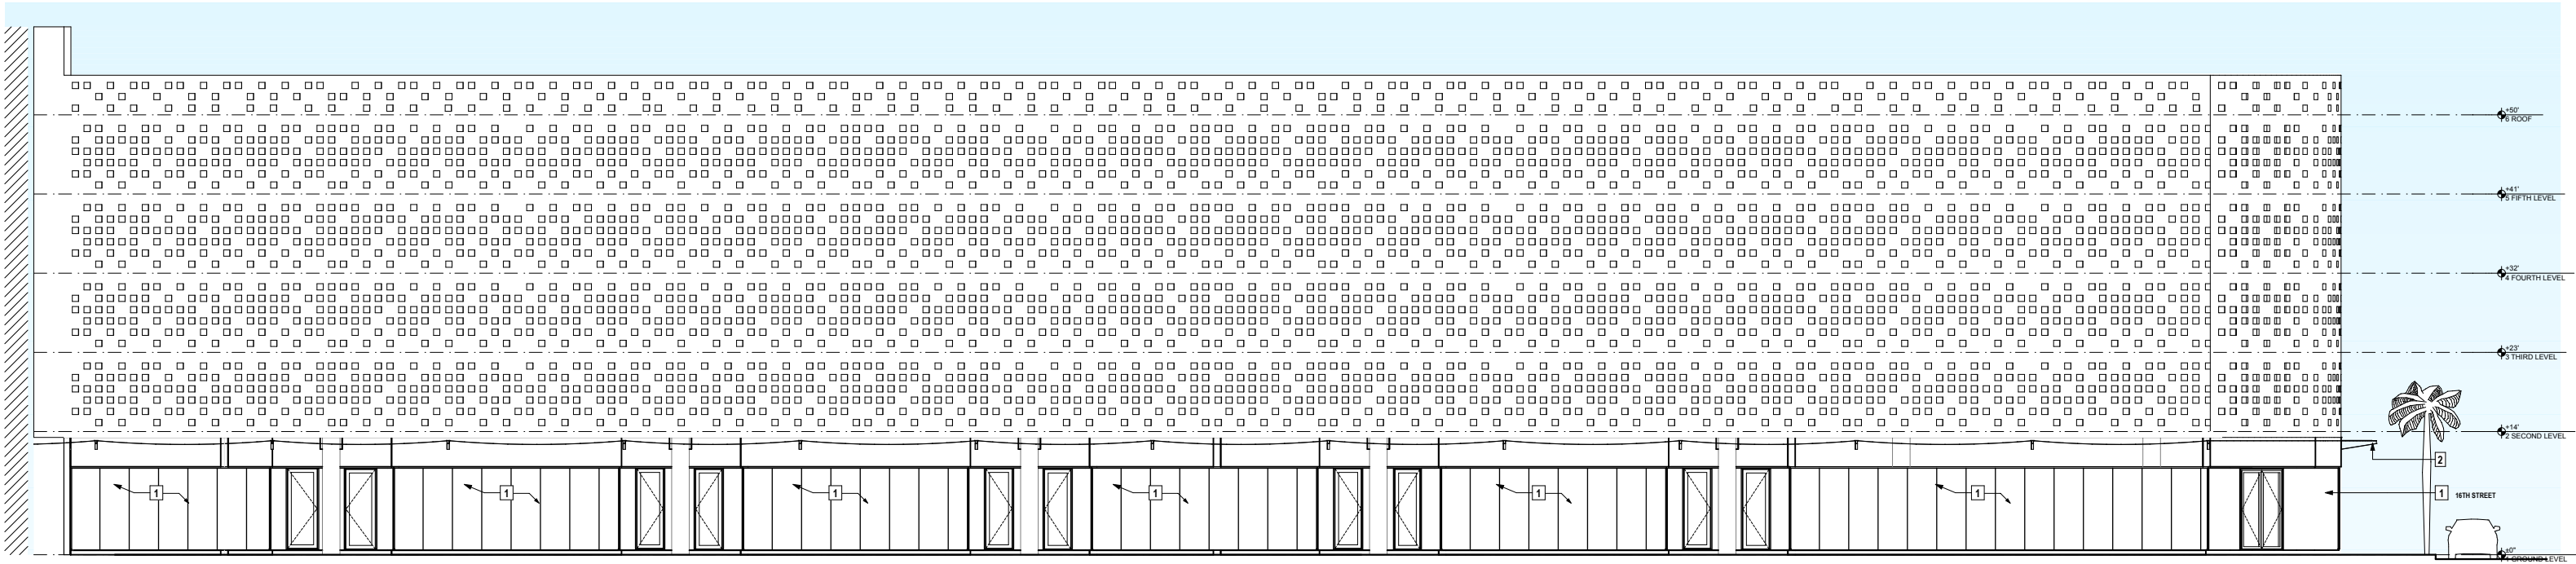 +50'
6 ROOF
+41'
5 FIFTH LEVEL
+32'
4 FOURTH LEVEL
+23'
3 THIRD LEVEL
+14'
2 SECOND LEVEL
2
1 1 1 1 1 1 1 16TH STREET
±0"
1 GROUND LEVEL